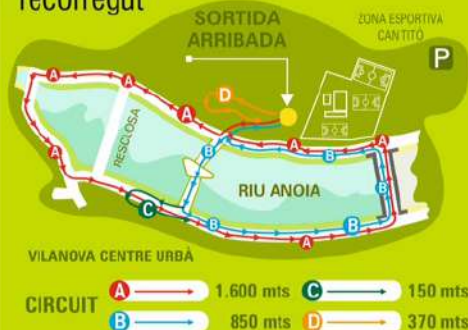 recorregut
SORTIDA
ARRIBADA
ZONA ESPORTIVA
CAN TITÓ
P
D
A
A
A
A
B
A
B
RESCLOSA
B
B
RIU ANOIA
A
C
B
B
A
VILANOVA CENTRE URBÀ
CIRCUIT
A 1.600 mts
C 150 mts
B 850 mts
D 370 mts